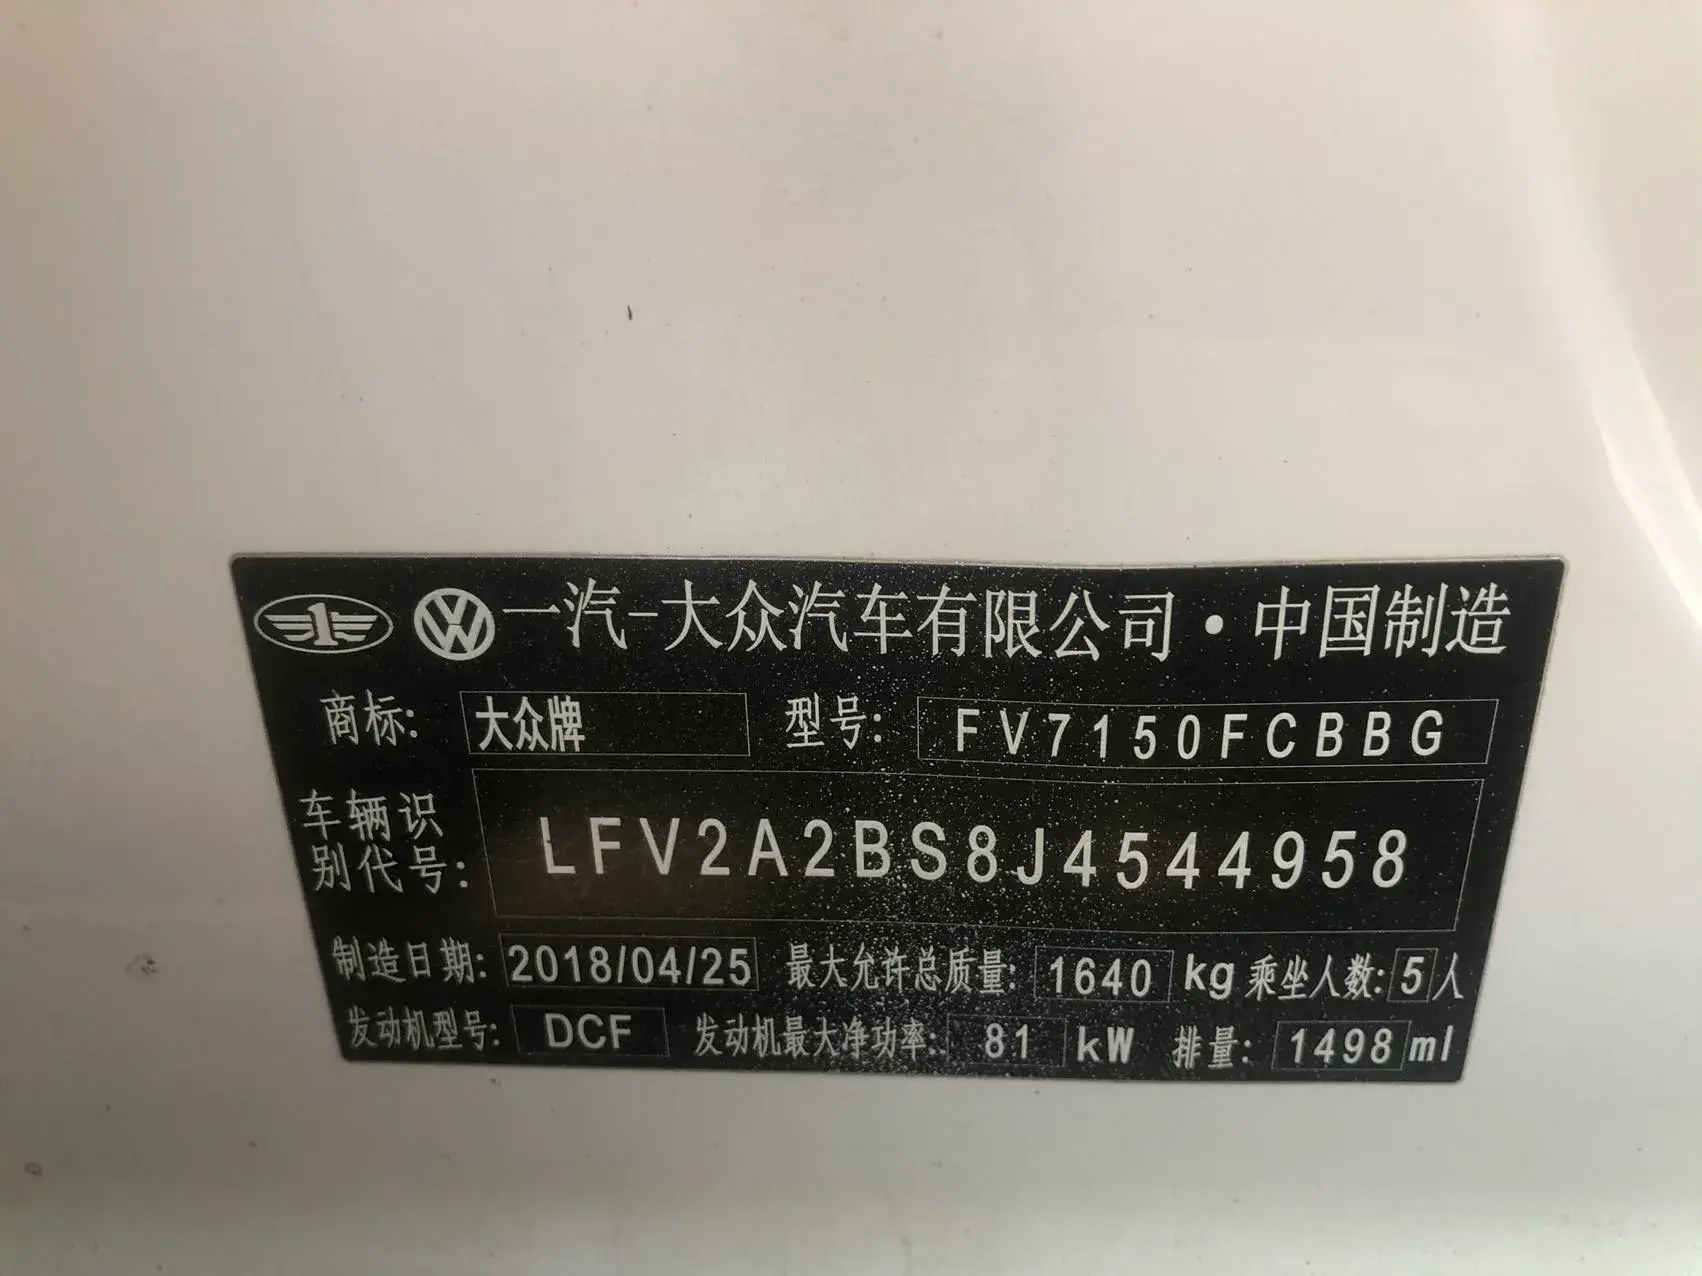 一汽-大众汽车有限公司·中国制造
商标: 大众牌 型号: FV7150FCBBG
车辆识别代号: LFV2A2BS8J4544958
制造日期: 2018/04/25 最大允许总质量: 1640 kg 乘坐人数: 5 人
发动机型号: DCF 发动机最大净功率: 81 kW 排量: 1498 ml